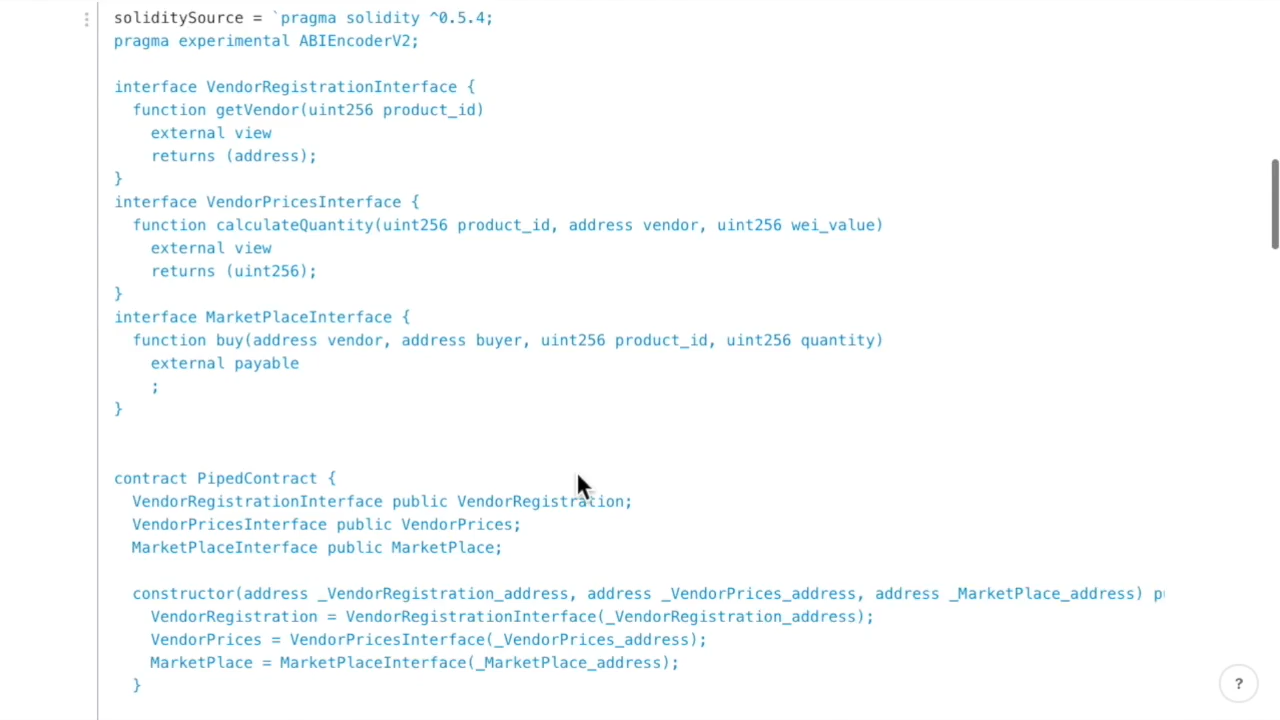 soliditySource = `pragma solidity ^0.5.4;
pragma experimental ABIEncoderV2;
interface VendorRegistrationInterface {
function getVendor(uint256 product_id)
external view
returns (address);
}
interface VendorPricesInterface {
function calculateQuantity(uint256 product_id, address vendor, uint256 wei_value)
external view
returns (uint256);
}
interface MarketPlaceInterface {
function buy(address vendor, address buyer, uint256 product_id, uint256 quantity)
external payable
;
}
contract PipedContract {
VendorRegistrationInterface public VendorRegistration;
VendorPricesInterface public VendorPrices;
MarketPlaceInterface public MarketPlace;
constructor(address _VendorRegistration_address, address _VendorPrices_address, address _MarketPlace_address)
VendorRegistration = VendorRegistrationInterface(_VendorRegistration_address);
VendorPrices = VendorPricesInterface(_VendorPrices_address);
MarketPlace = MarketPlaceInterface(_MarketPlace_address);
}
?